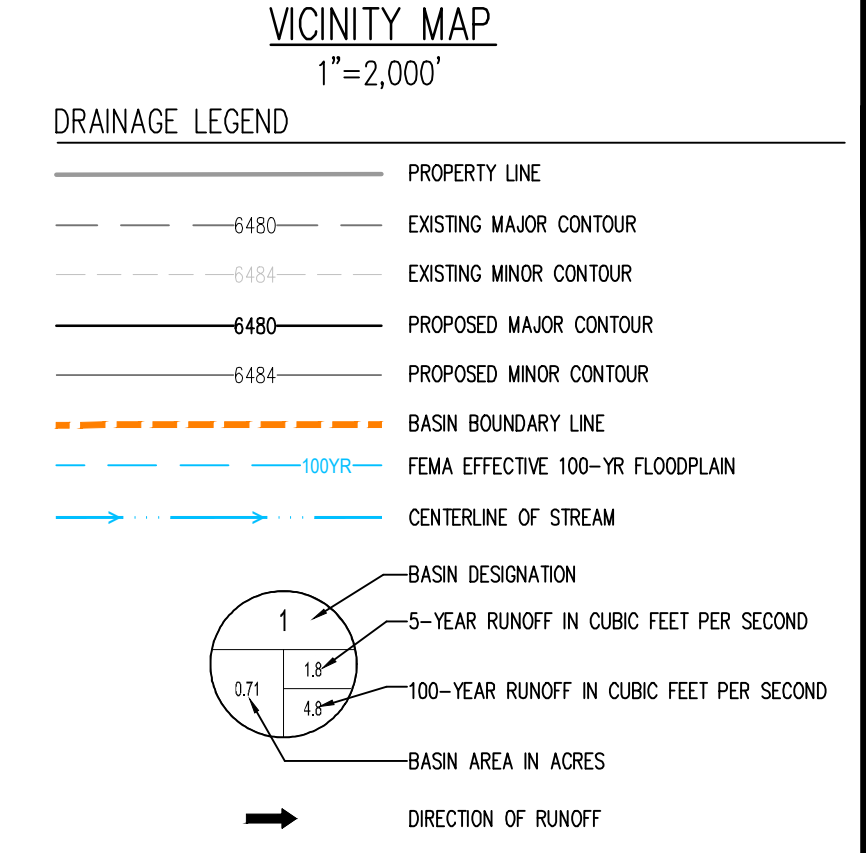 VICINITY MAP
1"=2,000'
DRAINAGE LEGEND
PROPERTY LINE
6480 EXISTING MAJOR CONTOUR
6484 EXISTING MINOR CONTOUR
6480 PROPOSED MAJOR CONTOUR
6484 PROPOSED MINOR CONTOUR
BASIN BOUNDARY LINE
100YR FEMA EFFECTIVE 100-YR FLOODPLAIN
CENTERLINE OF STREAM
BASIN DESIGNATION
1 5-YEAR RUNOFF IN CUBIC FEET PER SECOND
1.8
0.71 100-YEAR RUNOFF IN CUBIC FEET PER SECOND
4.8
BASIN AREA IN ACRES
DIRECTION OF RUNOFF